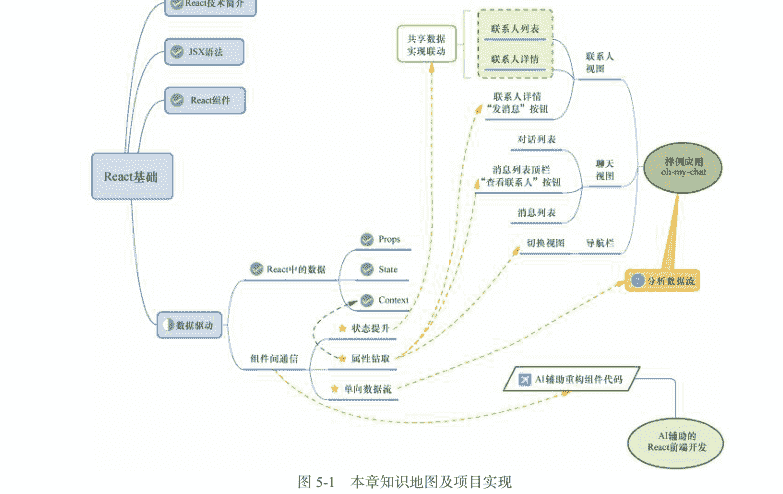 React技术简介
JSX语法
React组件
React基础
数据驱动
React中的数据
Props
State
Context
组件间通信
状态提升
属性钻取
单向数据流
共享数据
实现联动
联系人列表
联系人详情
联系人
视图
联系人详情
“发消息”按钮
对话列表
消息列表顶栏
“查看联系人”按钮
消息列表
聊天
视图
切换视图
导航栏
样例应用
oh-my-chat
分析数据流
AI辅助重构组件代码
AI辅助的
React前端开发
图 5-1 本章知识地图及项目实现